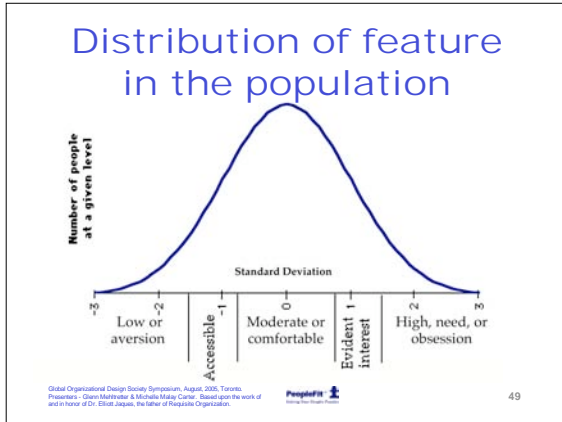 Distribution of feature
in the population
Number of people
at a given level
Standard Deviation
-3 -2 -1 0 1 2 3
Low or
aversion
Accessible
Moderate or
comfortable
Evident
interest
High, need, or
obsession
Global Organizational Design Society Symposium, August, 2005, Toronto.
Presenters - Glenn Mehltretter & Michelle Malay Carter. Based upon the work of
and in honor of Dr. Elliott Jaques, the father of Requisite Organization.
PeopleFit
49